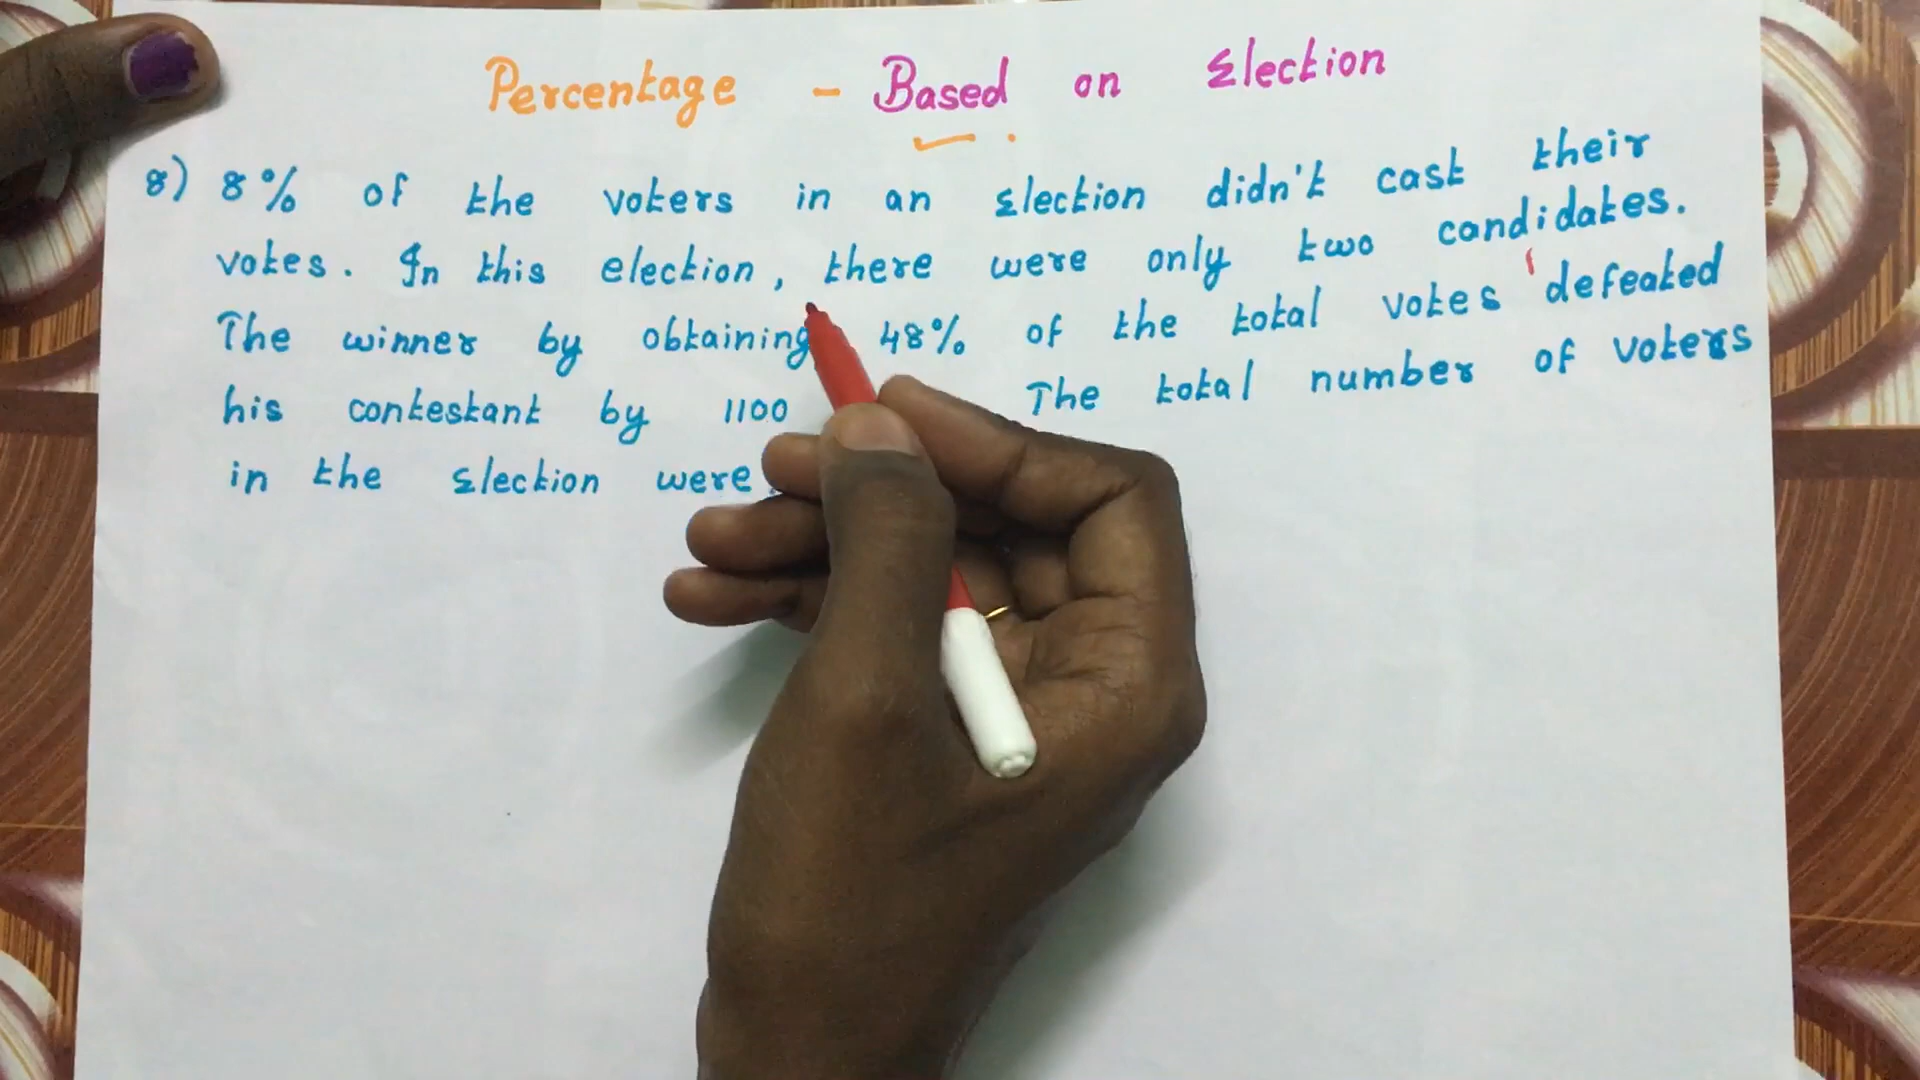 Percentage - Based on Election
8) 8% of the voters in an Election didn't cast their
votes. In this election, there were only two candidates.
The winner by obtaining 48% of the total votes defeated
his contestant by 1100 The total number of voters
in the Election were